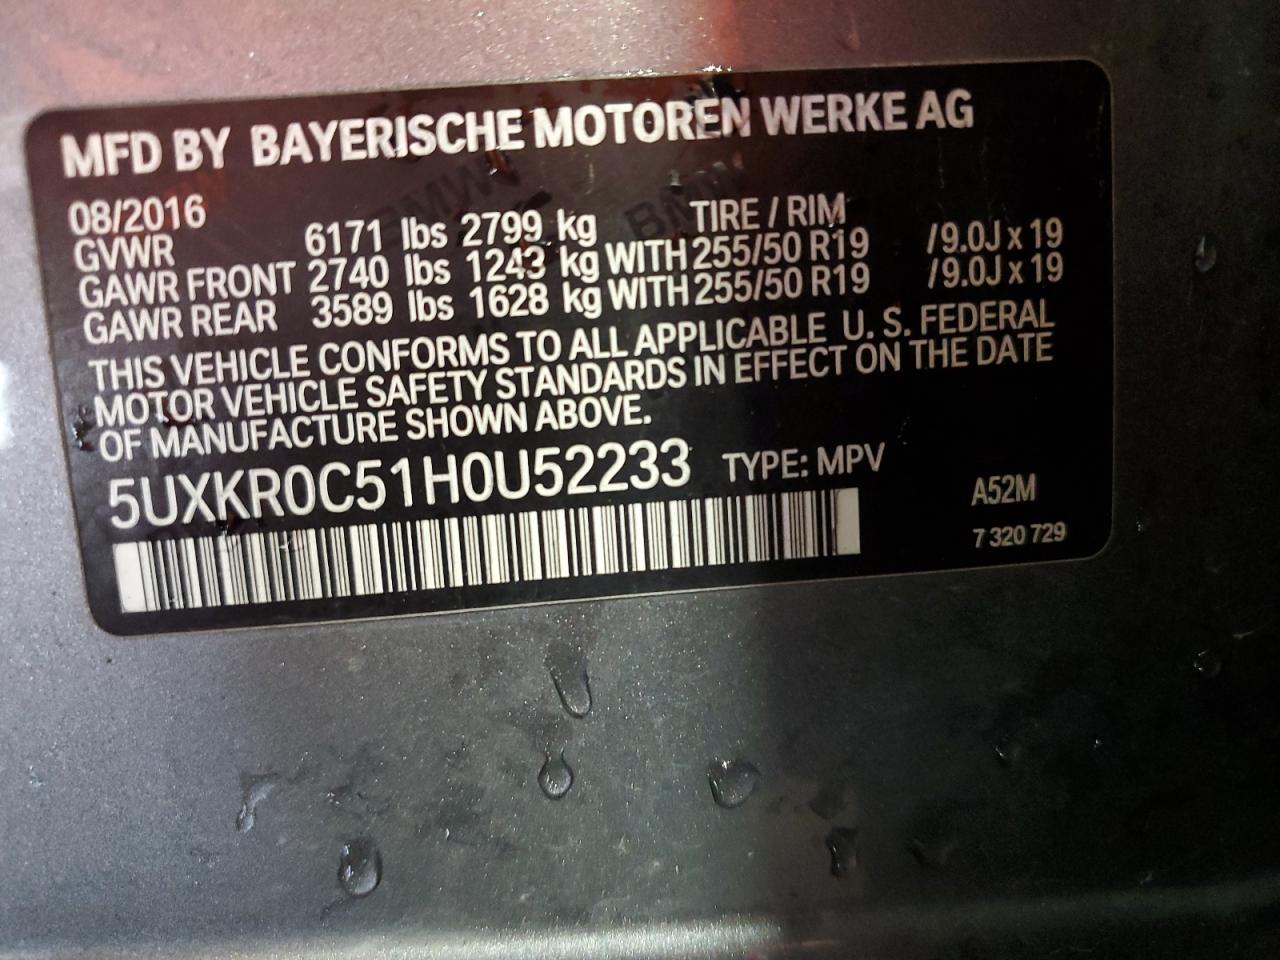 MFD BY BAYERISCHE MOTOREN WERKE AG
08/2016 TIRE / RIM
GVWR 6171 lbs 2799 kg
GAWR FRONT 2740 lbs 1243 kg WITH 255/50 R19 /9.0J x 19
GAWR REAR 3589 lbs 1628 kg WITH 255/50 R19 /9.0J x 19
THIS VEHICLE CONFORMS TO ALL APPLICABLE U. S. FEDERAL
MOTOR VEHICLE SAFETY STANDARDS IN EFFECT ON THE DATE
OF MANUFACTURE SHOWN ABOVE.
5UXKR0C51H0U52233 TYPE: MPV
A52M
7 320 729
BMW BMW